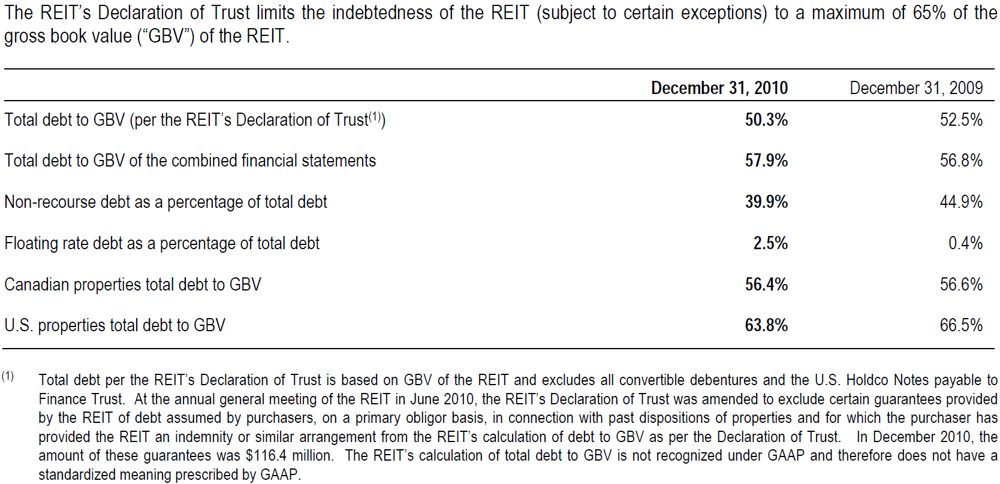 The REIT’s Declaration of Trust limits the indebtedness of the REIT (subject to certain exceptions) to a maximum of 65% of the
gross book value (“GBV”) of the REIT.
December 31, 2010 December 31, 2009
Total debt to GBV (per the REIT’s Declaration of Trust(1)) 50.3% 52.5%
Total debt to GBV of the combined financial statements 57.9% 56.8%
Non-recourse debt as a percentage of total debt 39.9% 44.9%
Floating rate debt as a percentage of total debt 2.5% 0.4%
Canadian properties total debt to GBV 56.4% 56.6%
U.S. properties total debt to GBV 63.8% 66.5%
(1) Total debt per the REIT’s Declaration of Trust is based on GBV of the REIT and excludes all convertible debentures and the U.S. Holdco Notes payable to
Finance Trust. At the annual general meeting of the REIT in June 2010, the REIT’s Declaration of Trust was amended to exclude certain guarantees provided
by the REIT of debt assumed by purchasers, on a primary obligor basis, in connection with past dispositions of properties and for which the purchaser has
provided the REIT an indemnity or similar arrangement from the REIT’s calculation of debt to GBV as per the Declaration of Trust. In December 2010, the
amount of these guarantees was $116.4 million. The REIT’s calculation of total debt to GBV is not recognized under GAAP and therefore does not have a
standardized meaning prescribed by GAAP.